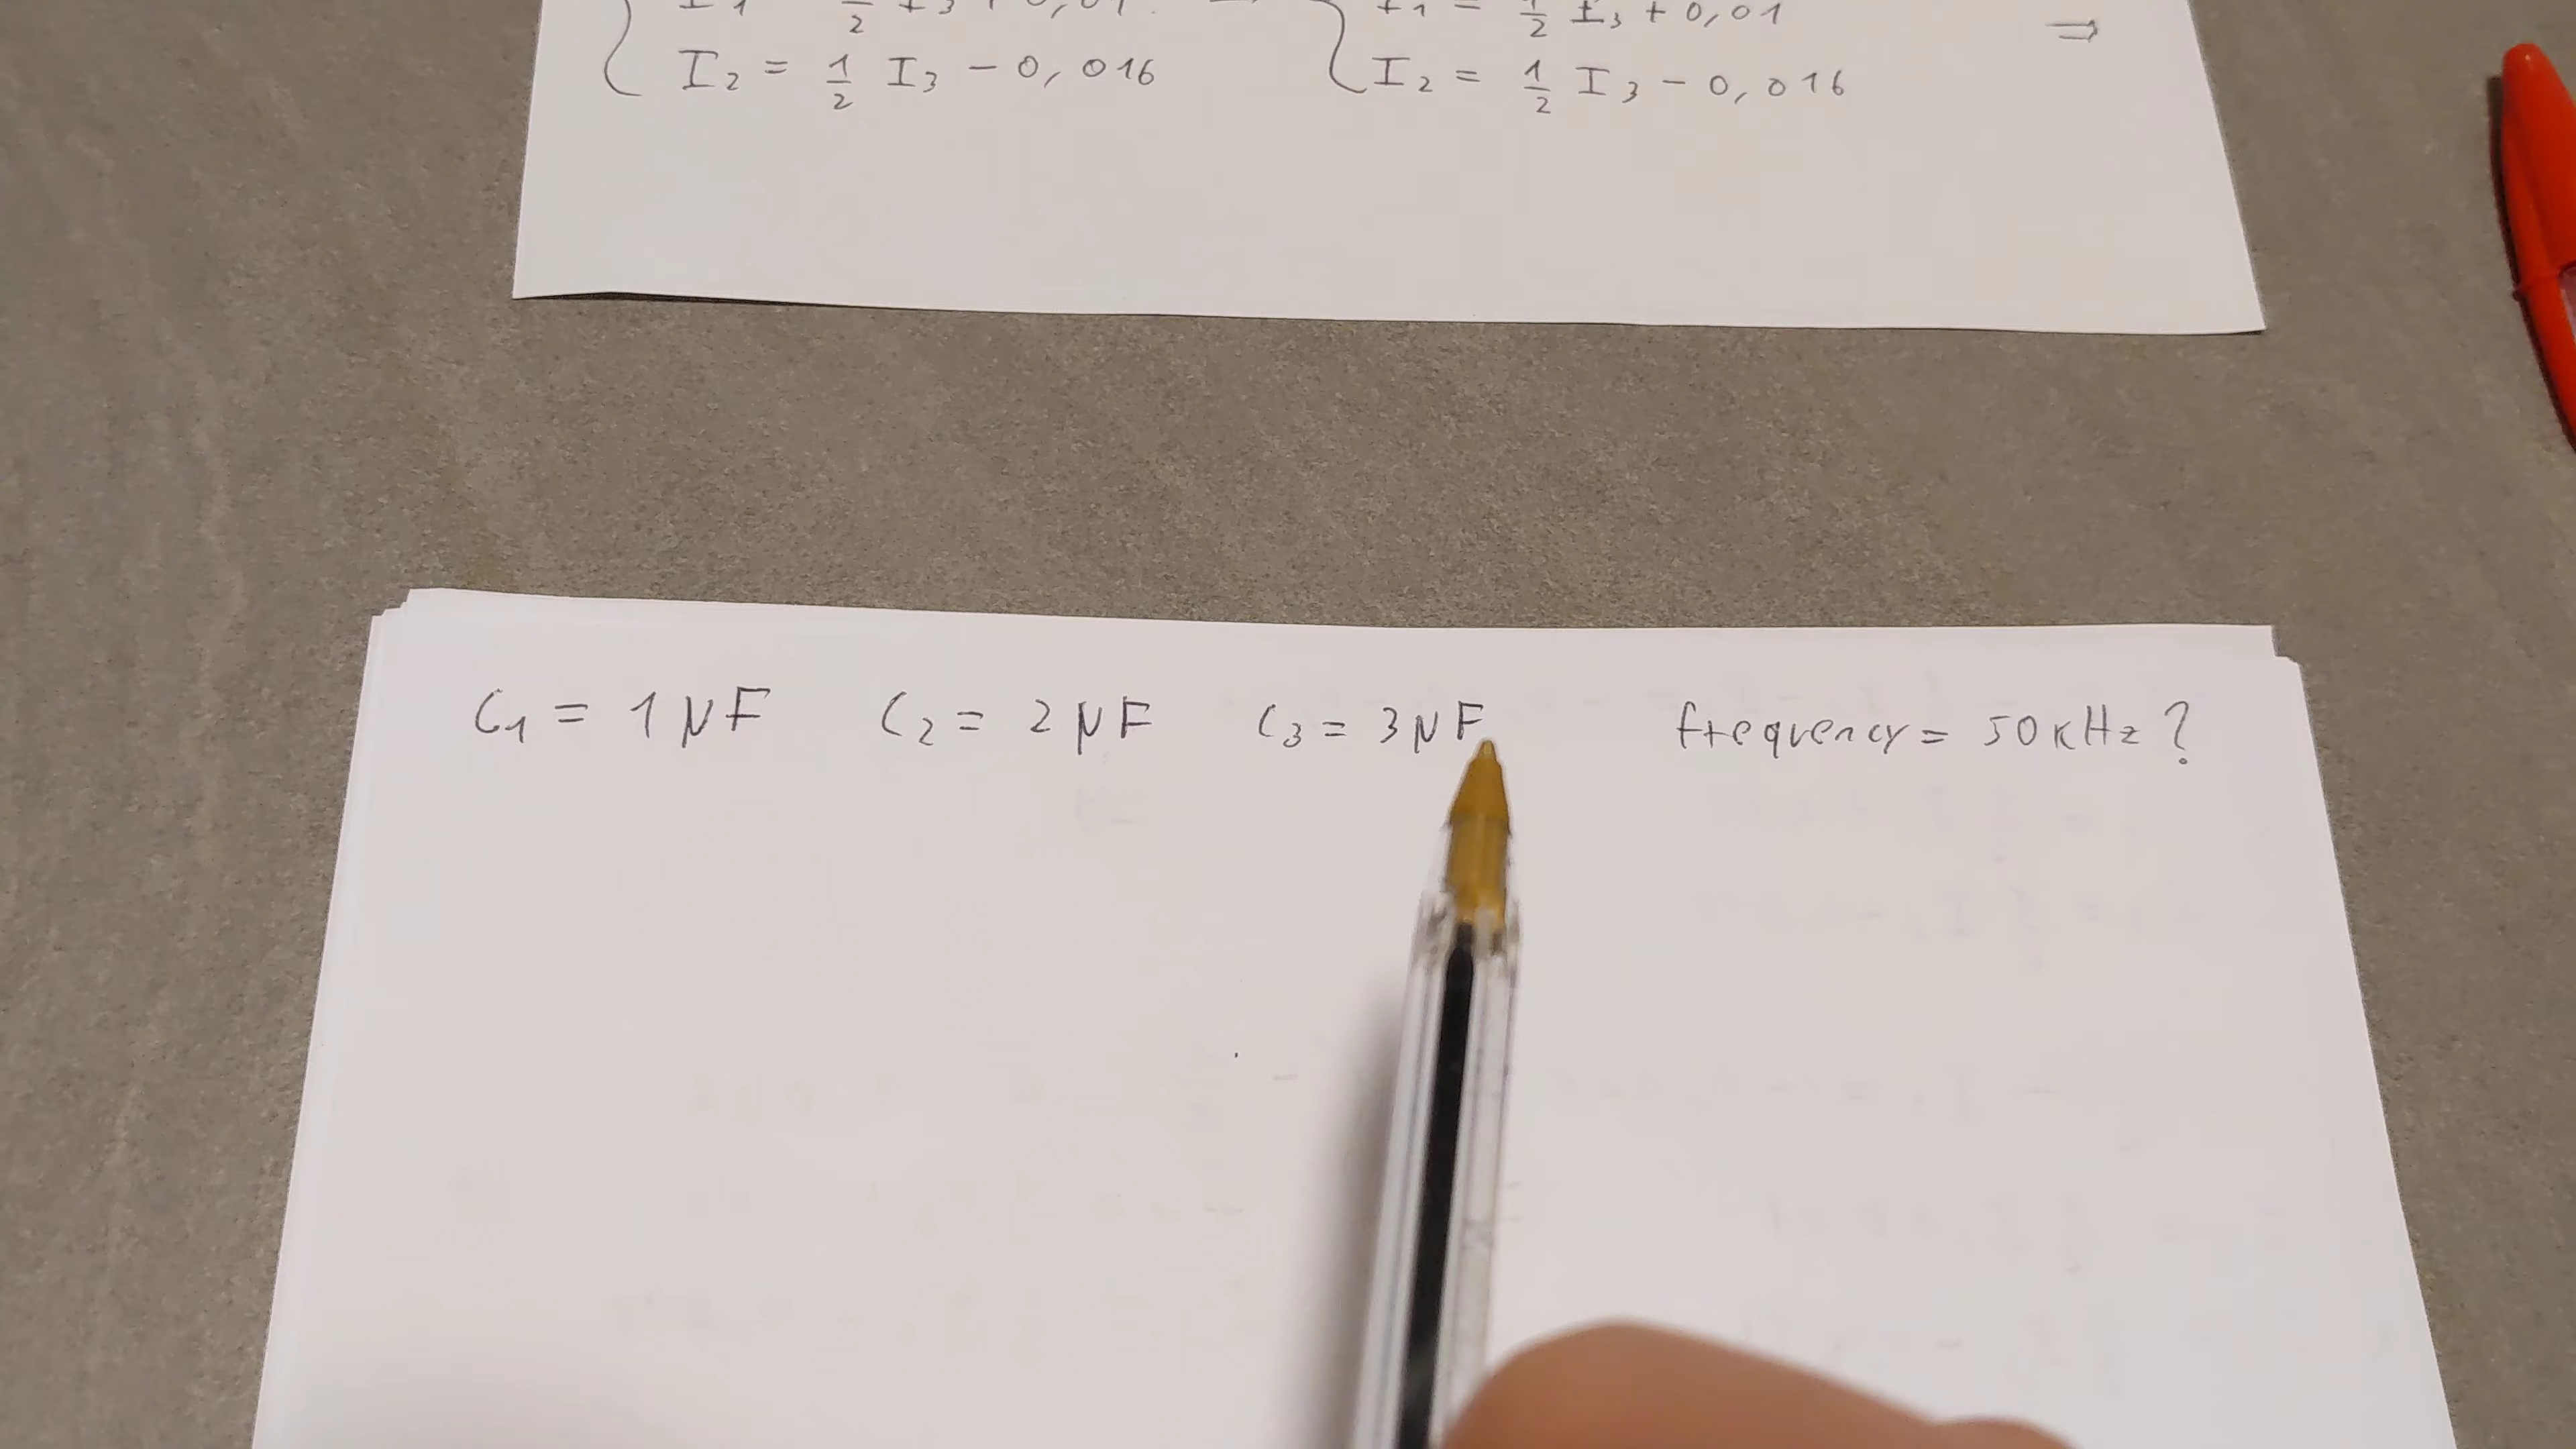 I₂ = 1/2 I₃ - 0,016
I₂ = 1/2 I₃ - 0,016 ⇒
C₁ = 1 μF C₂ = 2 μF C₃ = 3 μF frequency = 50 kHz ?